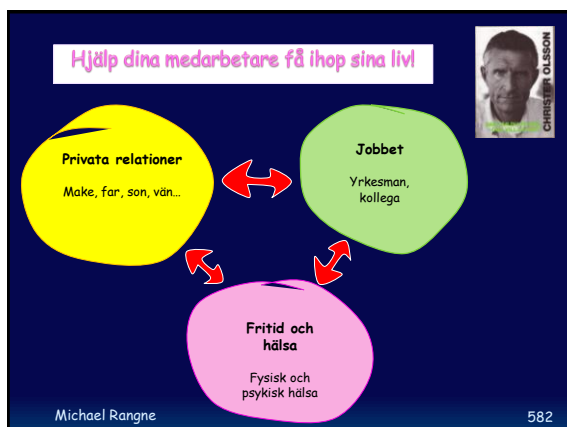 Hjälp dina medarbetare få ihop sina liv!
CHRISTER OLSSON
Privata relationer
Make, far, son, vän...
Jobbet
Yrkesman,
kollega
Fritid och
hälsa
Fysisk och
psykisk hälsa
Michael Rangne
582